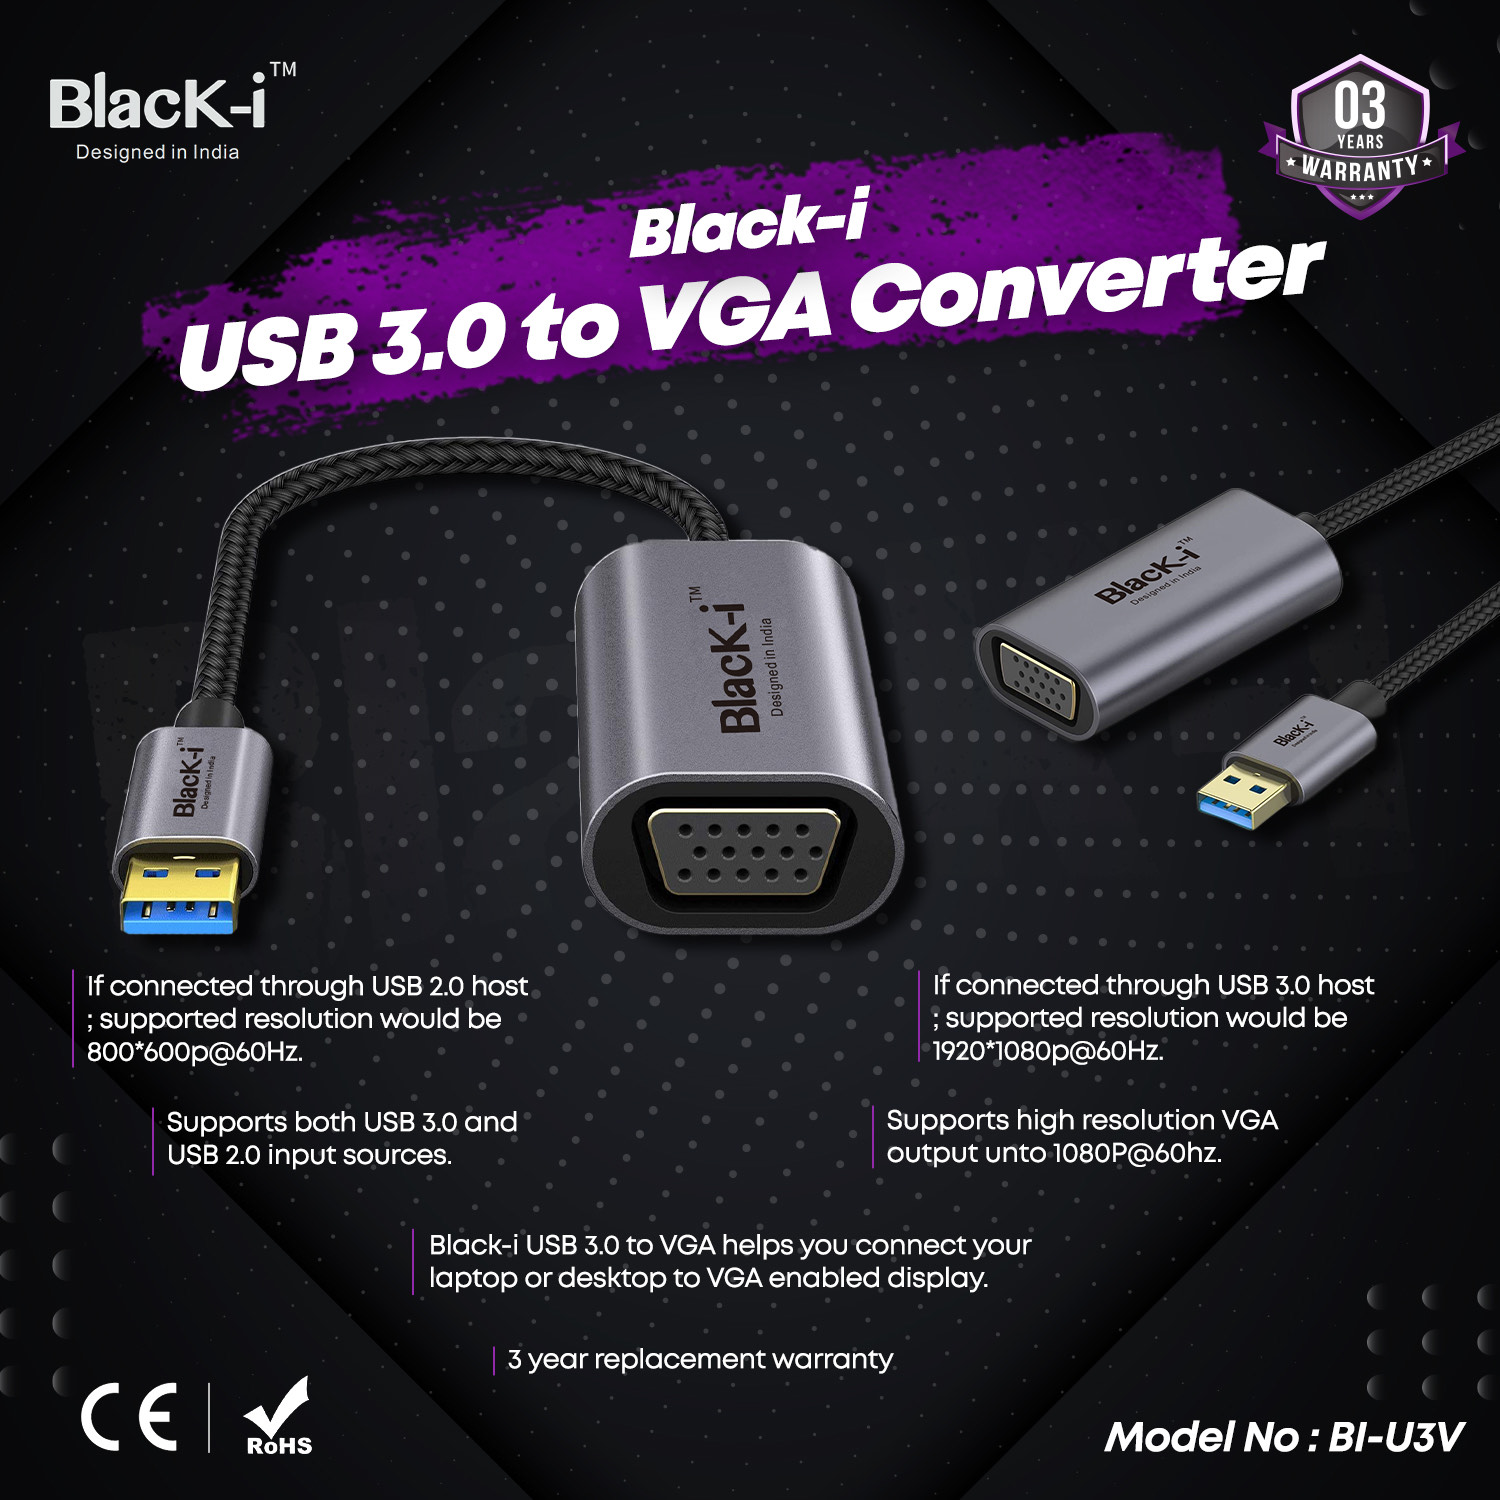 BlacK-i™
Designed in India
03
YEARS
WARRANTY
Black-i
USB 3.0 to VGA Converter
BlacK-i™
Designed in India
BlacK-i™
Designed in India
BlacK-i™
Designed in India
BlacK-i™
Designed in India
If connected through USB 2.0 host
; supported resolution would be
800*600p@60Hz.
If connected through USB 3.0 host
; supported resolution would be
1920*1080p@60Hz.
Supports both USB 3.0 and
USB 2.0 input sources.
Supports high resolution VGA
output unto 1080P@60hz.
Black-i USB 3.0 to VGA helps you connect your
laptop or desktop to VGA enabled display.
3 year replacement warranty
CE
RoHS
Model No : BI-U3V